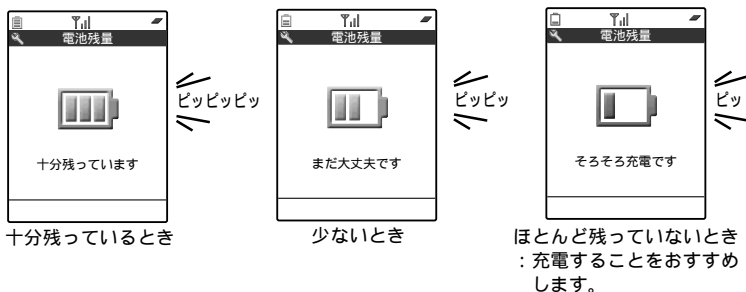 電池残量
ピッピッピッ
十分残っています
十分残っているとき
電池残量
ピッピッ
まだ大丈夫です
少ないとき
電池残量
ピッ
そろそろ充電です
ほとんど残っていないとき
：充電することをおすすめ
します。